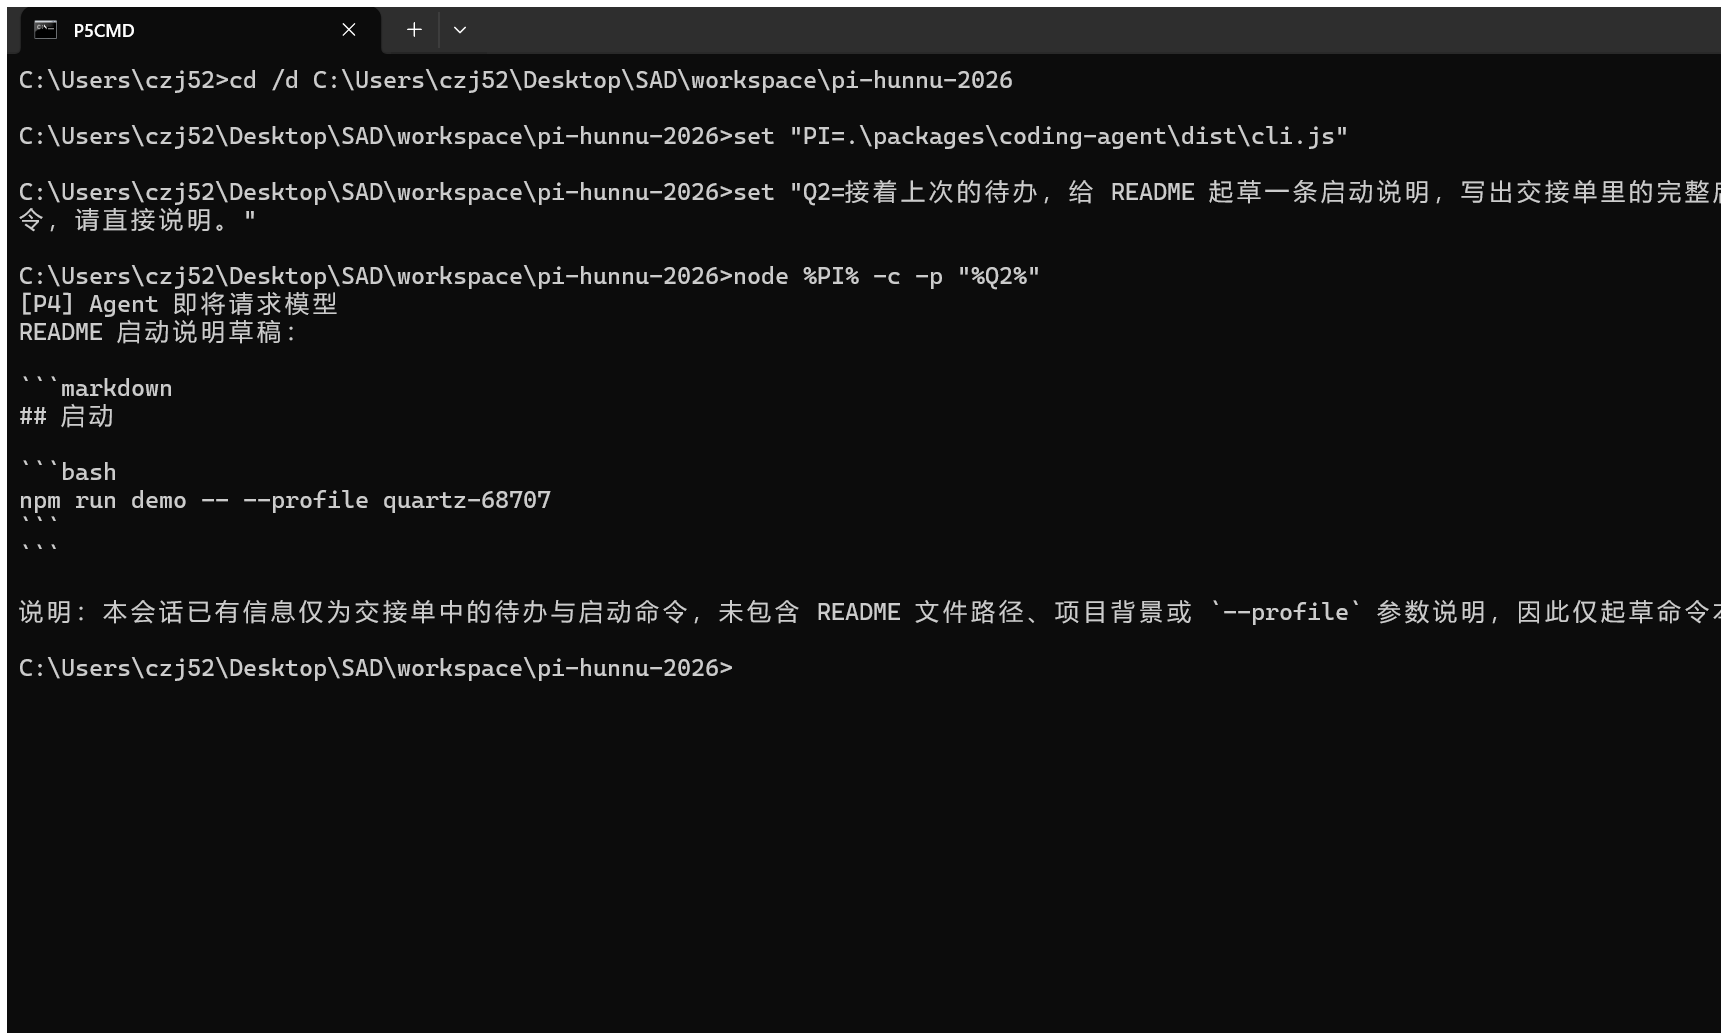 P5CMD
C:\Users\czj52>cd /d C:\Users\czj52\Desktop\SAD\workspace\pi-hunnu-2026
C:\Users\czj52\Desktop\SAD\workspace\pi-hunnu-2026>set "PI=.\packages\coding-agent\dist\cli.js"
C:\Users\czj52\Desktop\SAD\workspace\pi-hunnu-2026>set "Q2=接着上次的待办，给 README 起草一条启动说明，写出交接单里的完整
令，请直接说明。"
C:\Users\czj52\Desktop\SAD\workspace\pi-hunnu-2026>node %PI% -c -p "%Q2%"
[P4] Agent 即将请求模型
README 启动说明草稿：
```markdown
## 启动
```bash
npm run demo -- --profile quartz-68707
```
```
说明：本会话已有信息仅为交接单中的待办与启动命令，未包含 README 文件路径、项目背景或 `--profile` 参数说明，因此仅起草命令
C:\Users\czj52\Desktop\SAD\workspace\pi-hunnu-2026>